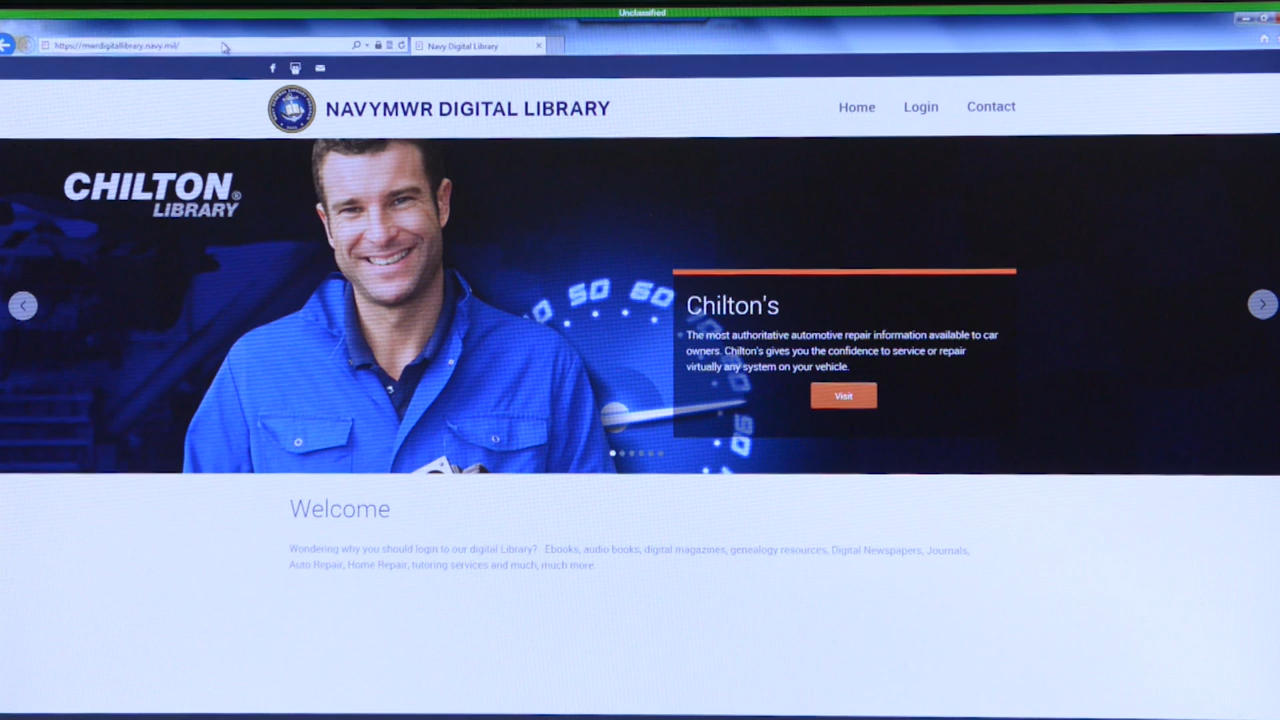 Unclassified
https://mwrdigitallibrary.navy.mil/
Navy Digital Library
NAVYMWR DIGITAL LIBRARY
Home Login Contact
CHILTON®
LIBRARY
50 60
Chilton's
The most authoritative automotive repair information available to car
owners. Chilton's gives you the confidence to service or repair
virtually any system on your vehicle.
Visit
Welcome
Wondering why you should login to our digital Library? Ebooks, audio books, digital magazines, genealogy resources, Digital Newspapers, Journals,
Auto Repair, Home Repair, tutoring services and much, much more.